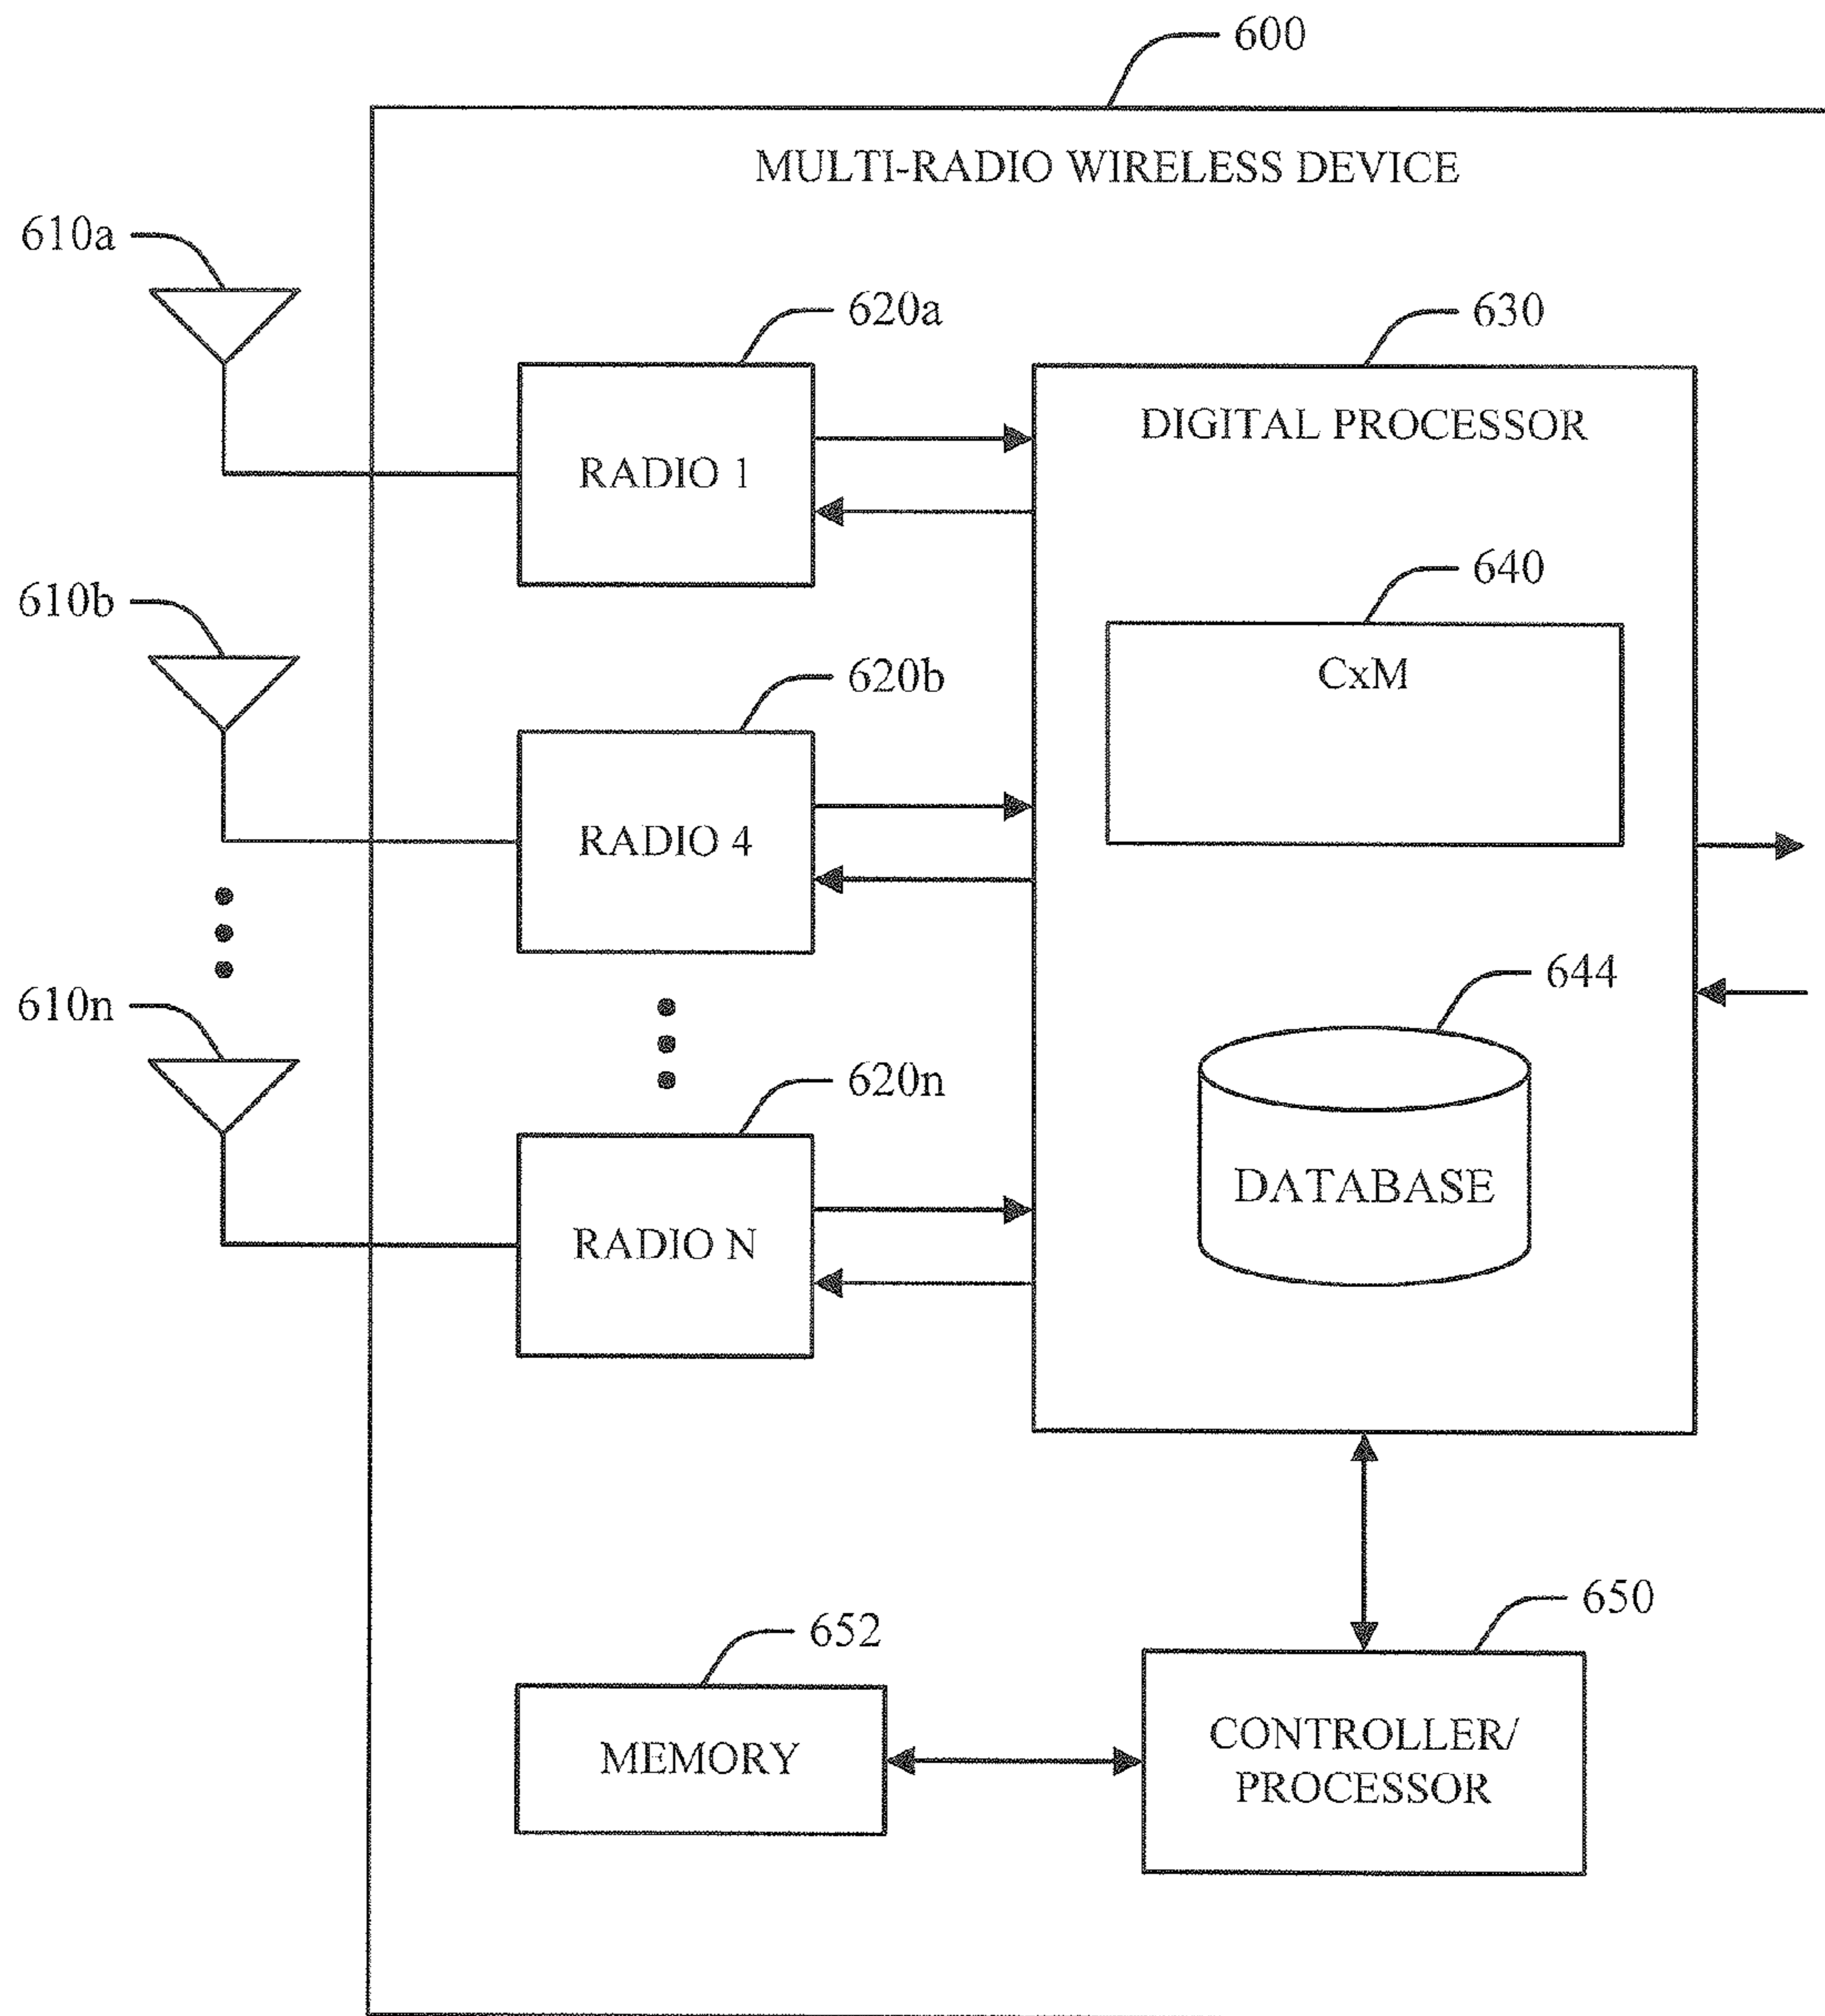 600
MULTI-RADIO WIRELESS DEVICE
610a
620a
630
RADIO 1
DIGITAL PROCESSOR
640
CxM
610b
620b
RADIO 4
644
DATABASE
610n
620n
RADIO N
652
MEMORY
650
CONTROLLER/
PROCESSOR